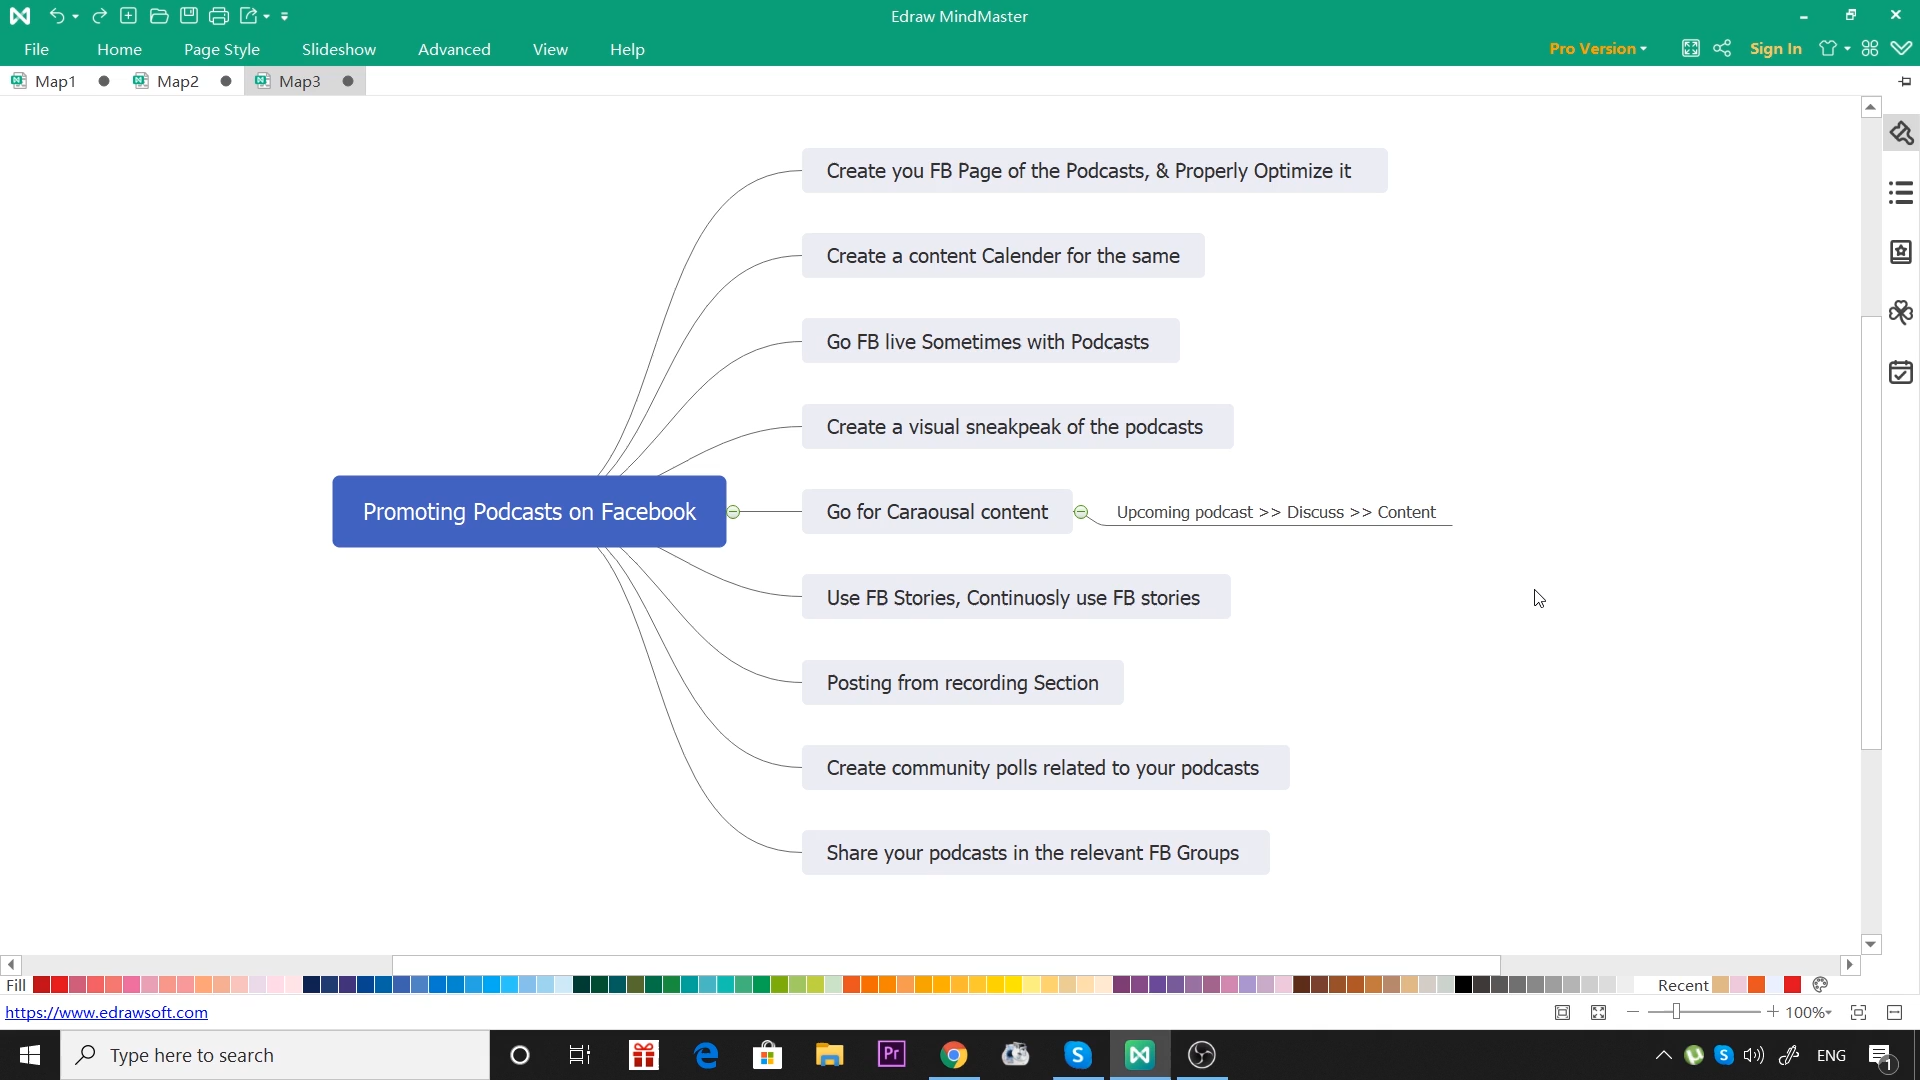 Edraw MindMaster
File Home Page Style Slideshow Advanced View Help Pro Version Sign In
Map1 Map2 Map3
Create you FB Page of the Podcasts, & Properly Optimize it
Create a content Calender for the same
Go FB live Sometimes with Podcasts
Create a visual sneakpeak of the podcasts
Promoting Podcasts on Facebook
Go for Caraousal content
Upcoming podcast >> Discuss >> Content
Use FB Stories, Continuosly use FB stories
Posting from recording Section
Create community polls related to your podcasts
Share your podcasts in the relevant FB Groups
Fill Recent
https://www.edrawsoft.com 100%
Type here to search Pr S S ENG 1